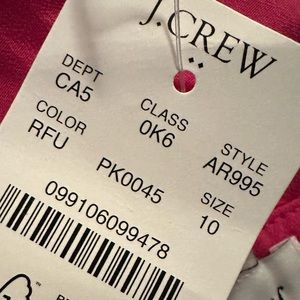 J.CREW
DEPT CLASS STYLE
CA5 0K6 AR995
COLOR SIZE
RFU PK0045 10
099106099478